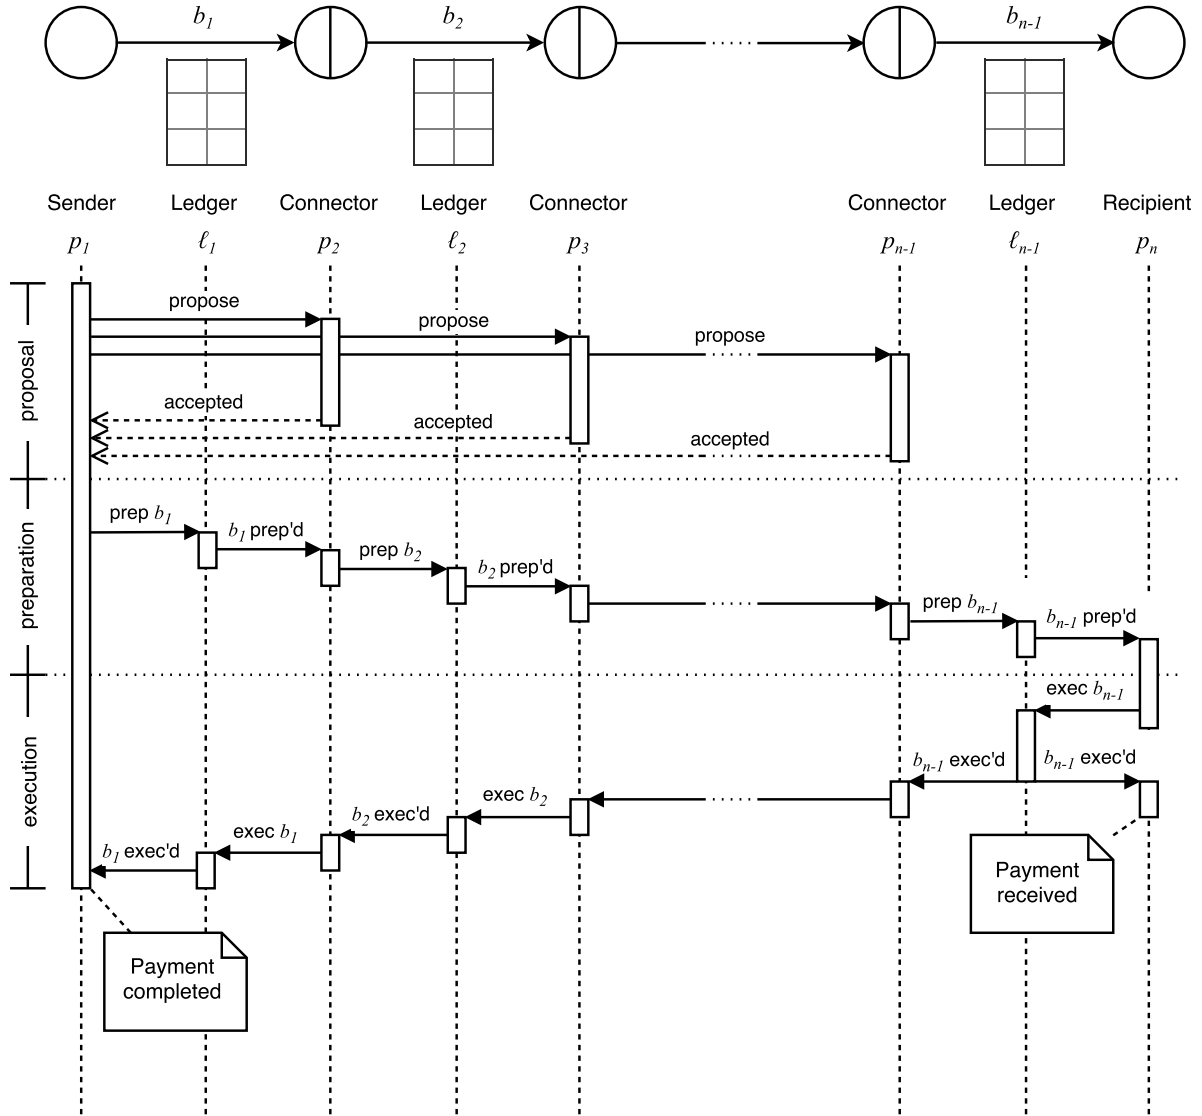 b1 b2 bn-1
Sender Ledger Connector Ledger Connector Connector Ledger Recipient
p1 ℓ1 p2 ℓ2 p3 pn-1 ℓn-1 pn
proposal
propose
propose
propose
accepted
accepted
accepted
preparation
prep b1
b1 prep'd
prep b2
b2 prep'd
prep bn-1
bn-1 prep'd
execution
exec bn-1
bn-1 exec'd
bn-1 exec'd
exec b2
b2 exec'd
exec b1
b1 exec'd
Payment
received
Payment
completed